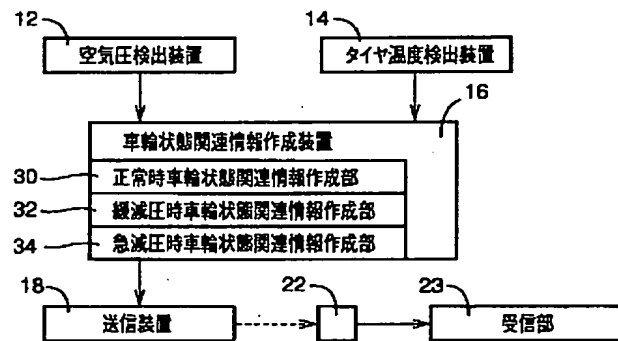 12
14
空気圧検出装置
タイヤ温度検出装置
16
車輪状態関連情報作成装置
30
正常時車輪状態関連情報作成部
32
緩減圧時車輪状態関連情報作成部
34
急減圧時車輪状態関連情報作成部
18
22
23
送信装置
受信部